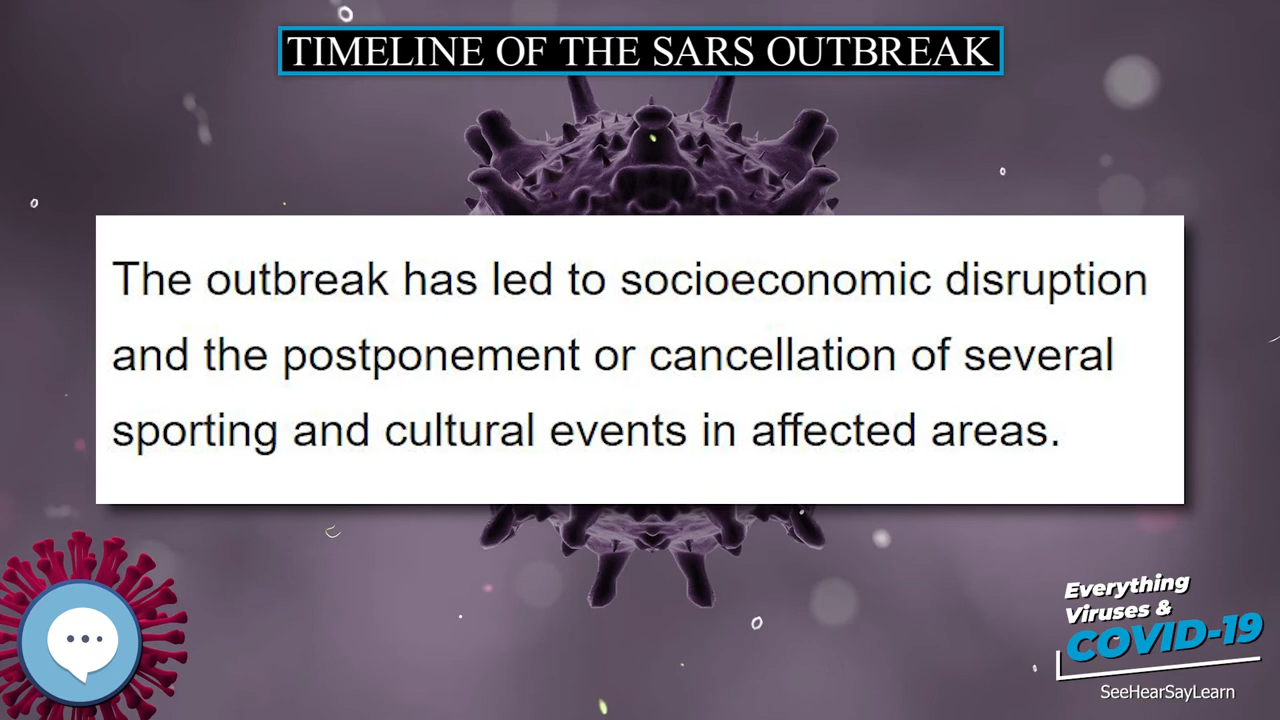 TIMELINE OF THE SARS OUTBREAK
The outbreak has led to socioeconomic disruption
and the postponement or cancellation of several
sporting and cultural events in affected areas.
Everything
Viruses &
COVID-19
SeeHearSayLearn